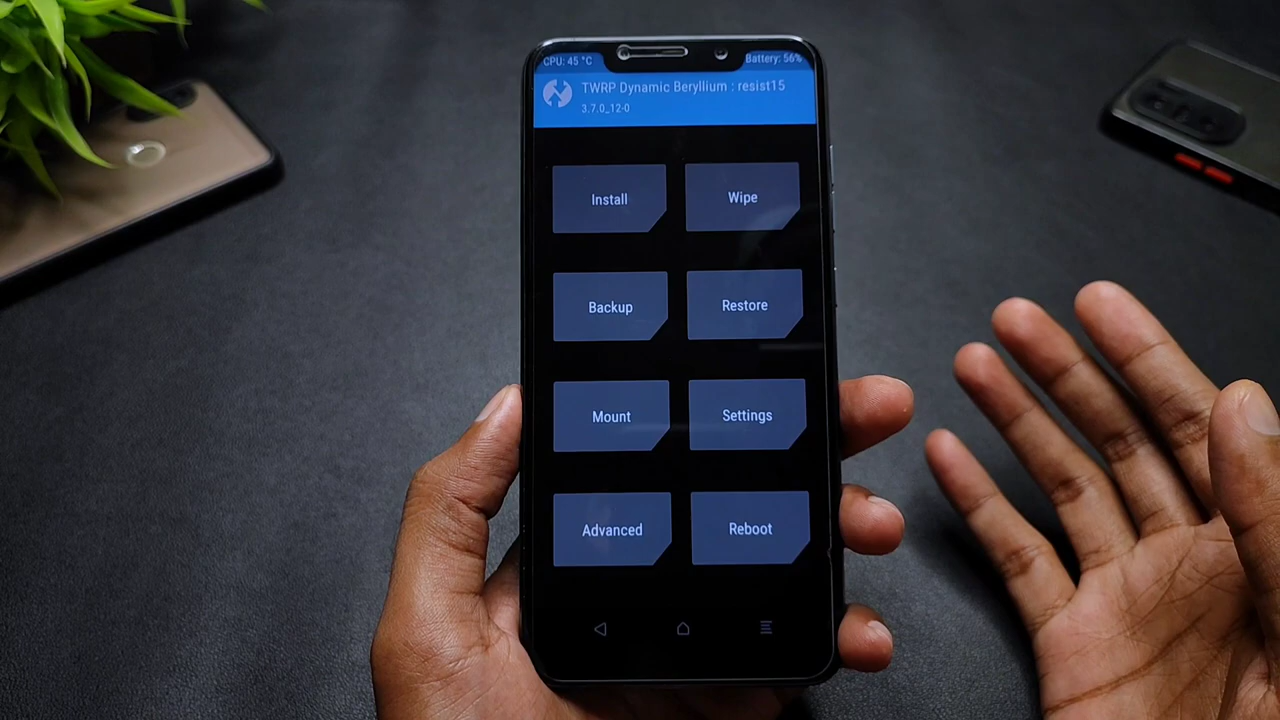 CPU: 45 °C
Battery: 56%
TWRP Dynamic Beryllium : resist15
3.7.0_12-0
Install
Wipe
Backup
Restore
Mount
Settings
Advanced
Reboot